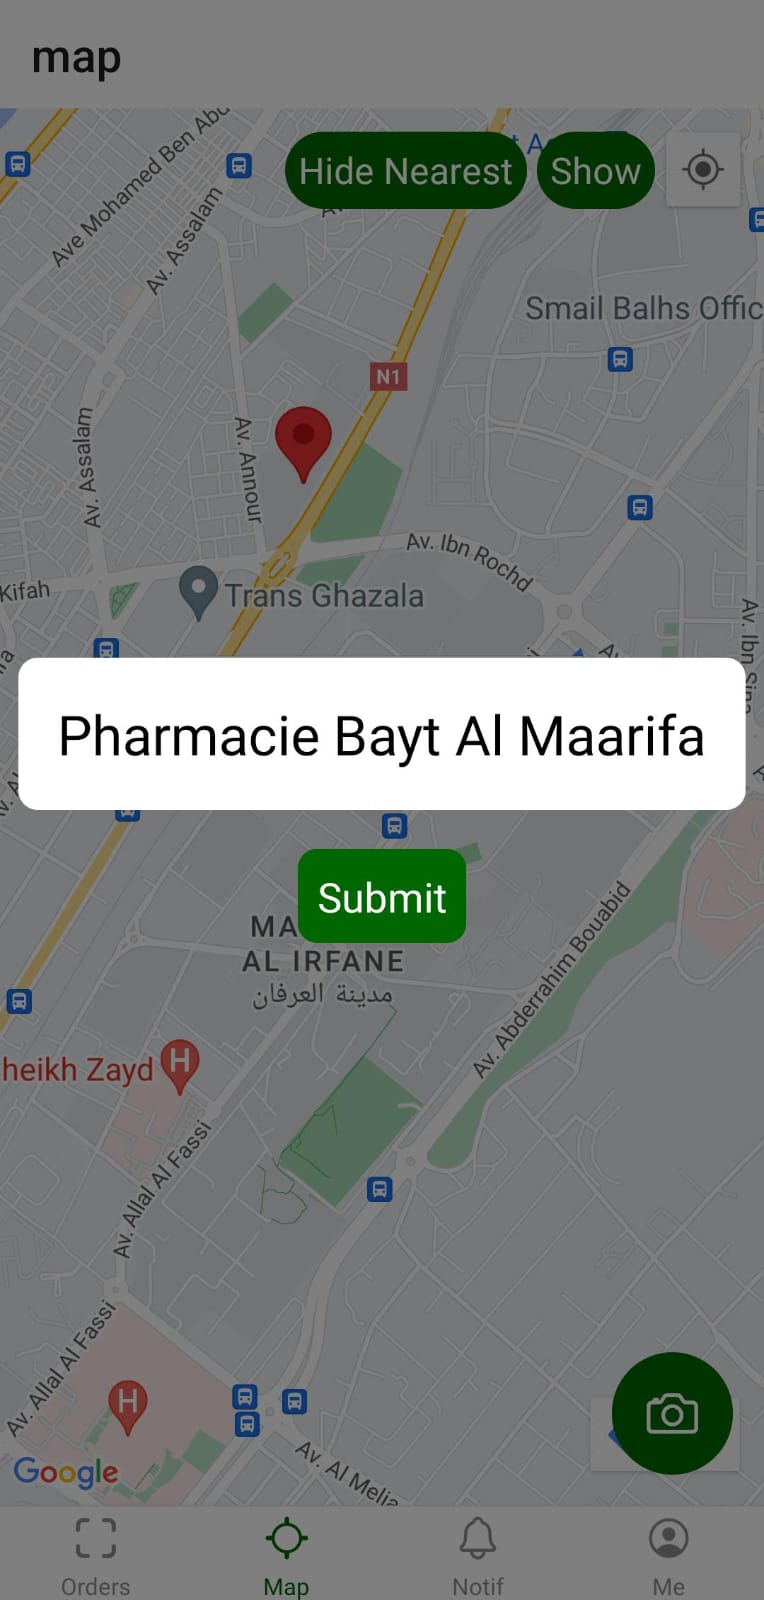 map
Hide Nearest
Show
Ave Mohamed Ben Abd
Av. Assalam
Smail Balhs Offic
N1
Av. Assalam
Av. Annour
Av. Ibn Rochd
Kifah
Trans Ghazala
Av. Ibn Sina
Pharmacie Bayt Al Maarifa
Submit
MA
AL IRFANE
مدينة العرفان
Av. Abderrahim Bouabid
heikh Zayd
H
Av. Allal Al Fassi
Av. Allal Al Fassi
H
Av. Al Melia
Google
Orders
Map
Notif
Me